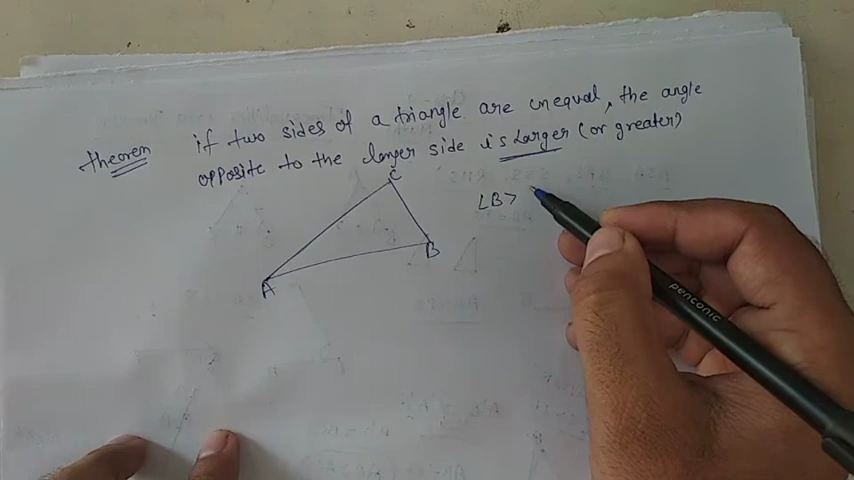 theorem if two sides of a triangle are unequal, the angle
opposite to the longer side is Larger (or greater)
C
∠B>
B
A
penconic